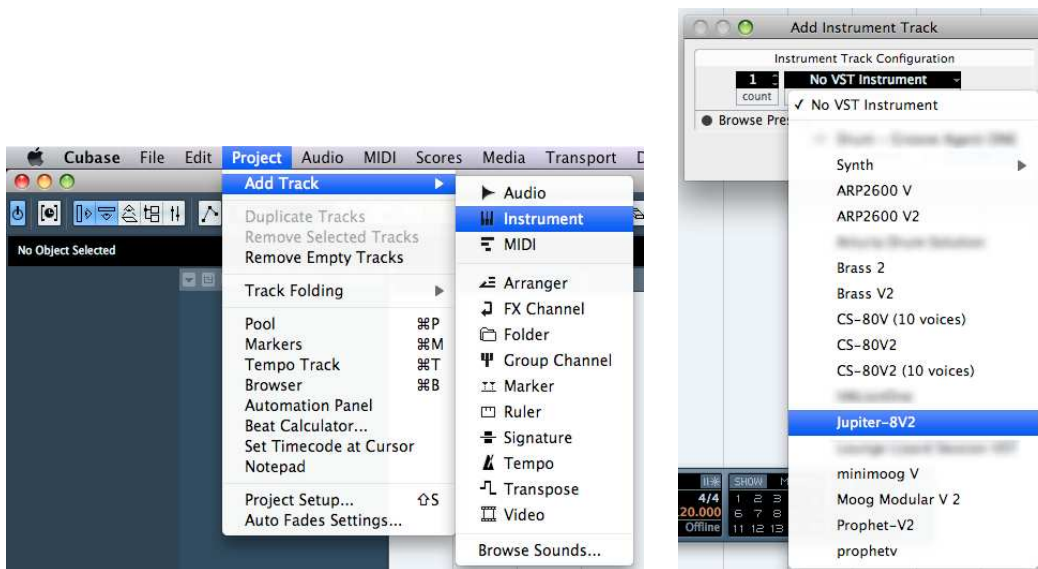 Cubase File Edit Project Audio MIDI Scores Media Transport
No Object Selected
Add Track
Duplicate Tracks
Remove Selected Tracks
Remove Empty Tracks
Track Folding
Pool ⌘P
Markers ⌘M
Tempo Track ⌘T
Browser ⌘B
Automation Panel
Beat Calculator...
Set Timecode at Cursor
Notepad
Project Setup... ⇧S
Auto Fades Settings...
Audio
Instrument
MIDI
Arranger
FX Channel
Folder
Group Channel
Marker
Ruler
Signature
Tempo
Transpose
Video
Browse Sounds...
Add Instrument Track
Instrument Track Configuration
1 No VST Instrument
count
Browse Pre
✓ No VST Instrument
Synth
ARP2600 V
ARP2600 V2
Brass 2
Brass V2
CS-80V (10 voices)
CS-80V2
CS-80V2 (10 voices)
Jupiter-8V2
minimoog V
Moog Modular V 2
Prophet-V2
prophetv
SHOW M
4/4 1 2 3
20.000 6 7 8
Offline 11 12 13